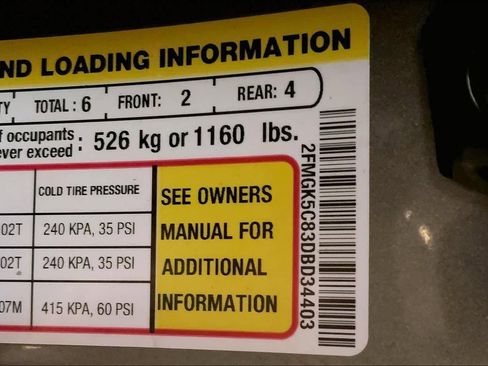 ND LOADING INFORMATION
TY TOTAL : 6 FRONT: 2 REAR: 4
f occupants
ever exceed : 526 kg or 1160 lbs.
COLD TIRE PRESSURE
02T 240 KPA, 35 PSI
02T 240 KPA, 35 PSI
07M 415 KPA, 60 PSI
SEE OWNERS
MANUAL FOR
ADDITIONAL
INFORMATION
2FMGK5C83DBD34403